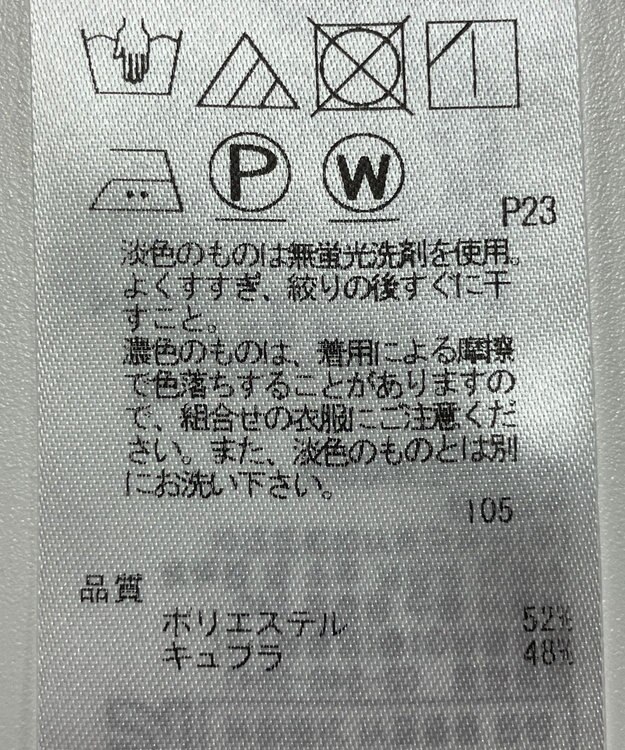 P W
P23
淡色のものは無蛍光洗剤を使用。
よくすすぎ、絞りの後すぐに干
すこと。
濃色のものは、着用による摩擦
で色落ちすることがありますの
で、組合せの衣服にご注意くだ
さい。また、淡色のものとは別
にお洗い下さい。
105
品質
ポリエステル 52%
キュプラ 48%